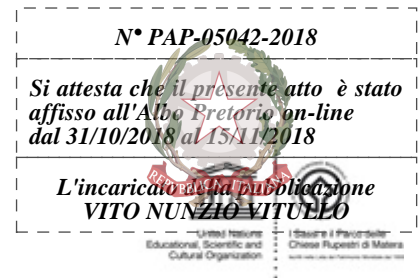 N° PAP-05042-2018
Si attesta che il presente atto è stato
affisso all'Albo Pretorio on-line
dal 31/10/2018 al 15/11/2018
L'incaricato della pubblicazione
VITO NUNZIO VITULLO
REPVBBLICA ITALIANA
United Nations
Educational, Scientific and
Cultural Organization
I Sassi e il Parco delle
Chiese Rupestri di Matera